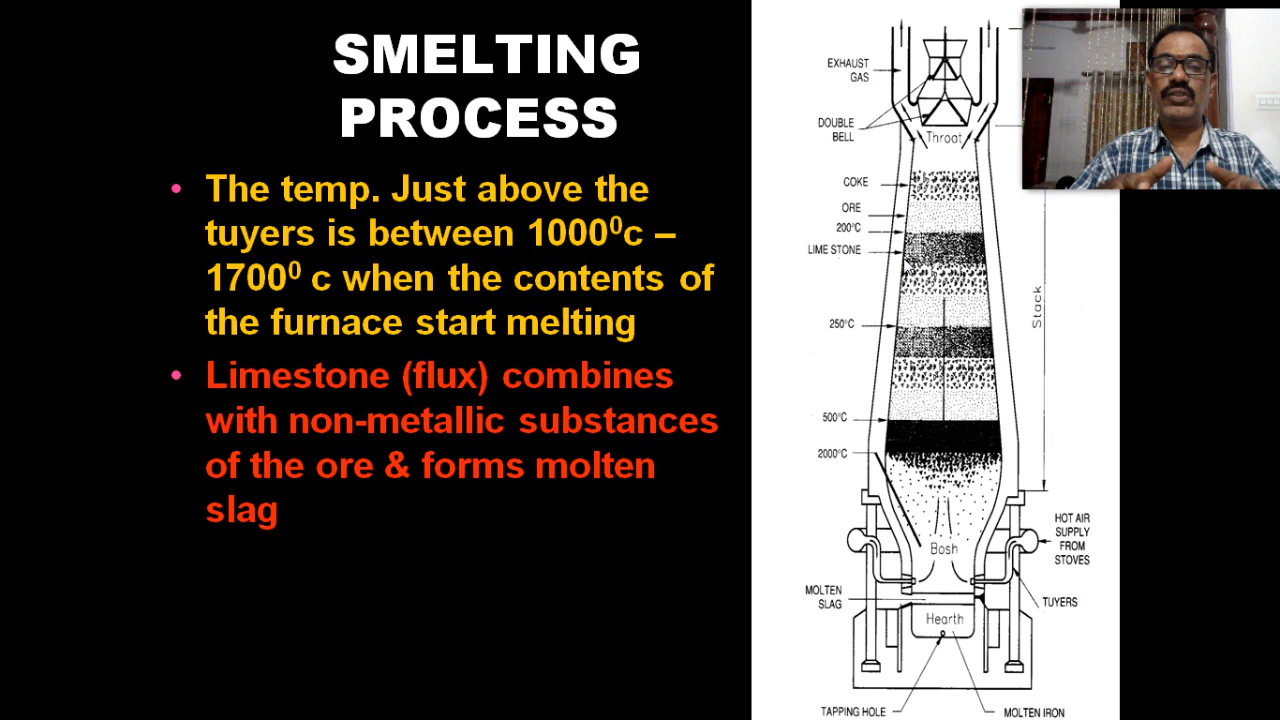 SMELTING
PROCESS
• The temp. Just above the
tuyers is between 1000⁰c –
1700⁰ c when the contents of
the furnace start melting
• Limestone (flux) combines
with non-metallic substances
of the ore & forms molten
slag
EXHAUST
GAS
DOUBLE
BELL
Throat
COKE
ORE
200°C
LIME STONE
250°C
Stack
500°C
2000°C
HOT AIR
SUPPLY
FROM
STOVES
Bosh
MOLTEN
SLAG
TUYERS
Hearth
TAPPING HOLE
MOLTEN IRON